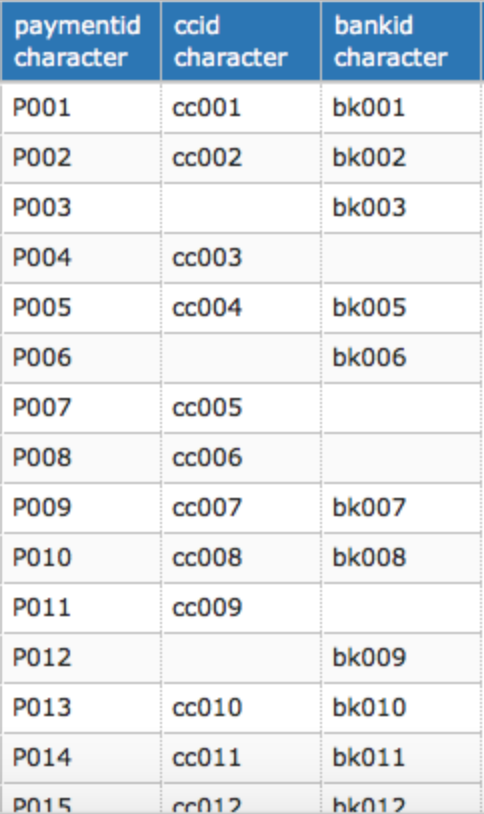 paymentid ccid bankid
character character character
P001 cc001 bk001
P002 cc002 bk002
P003 bk003
P004 cc003
P005 cc004 bk005
P006 bk006
P007 cc005
P008 cc006
P009 cc007 bk007
P010 cc008 bk008
P011 cc009
P012 bk009
P013 cc010 bk010
P014 cc011 bk011
P015 cc012 bk012